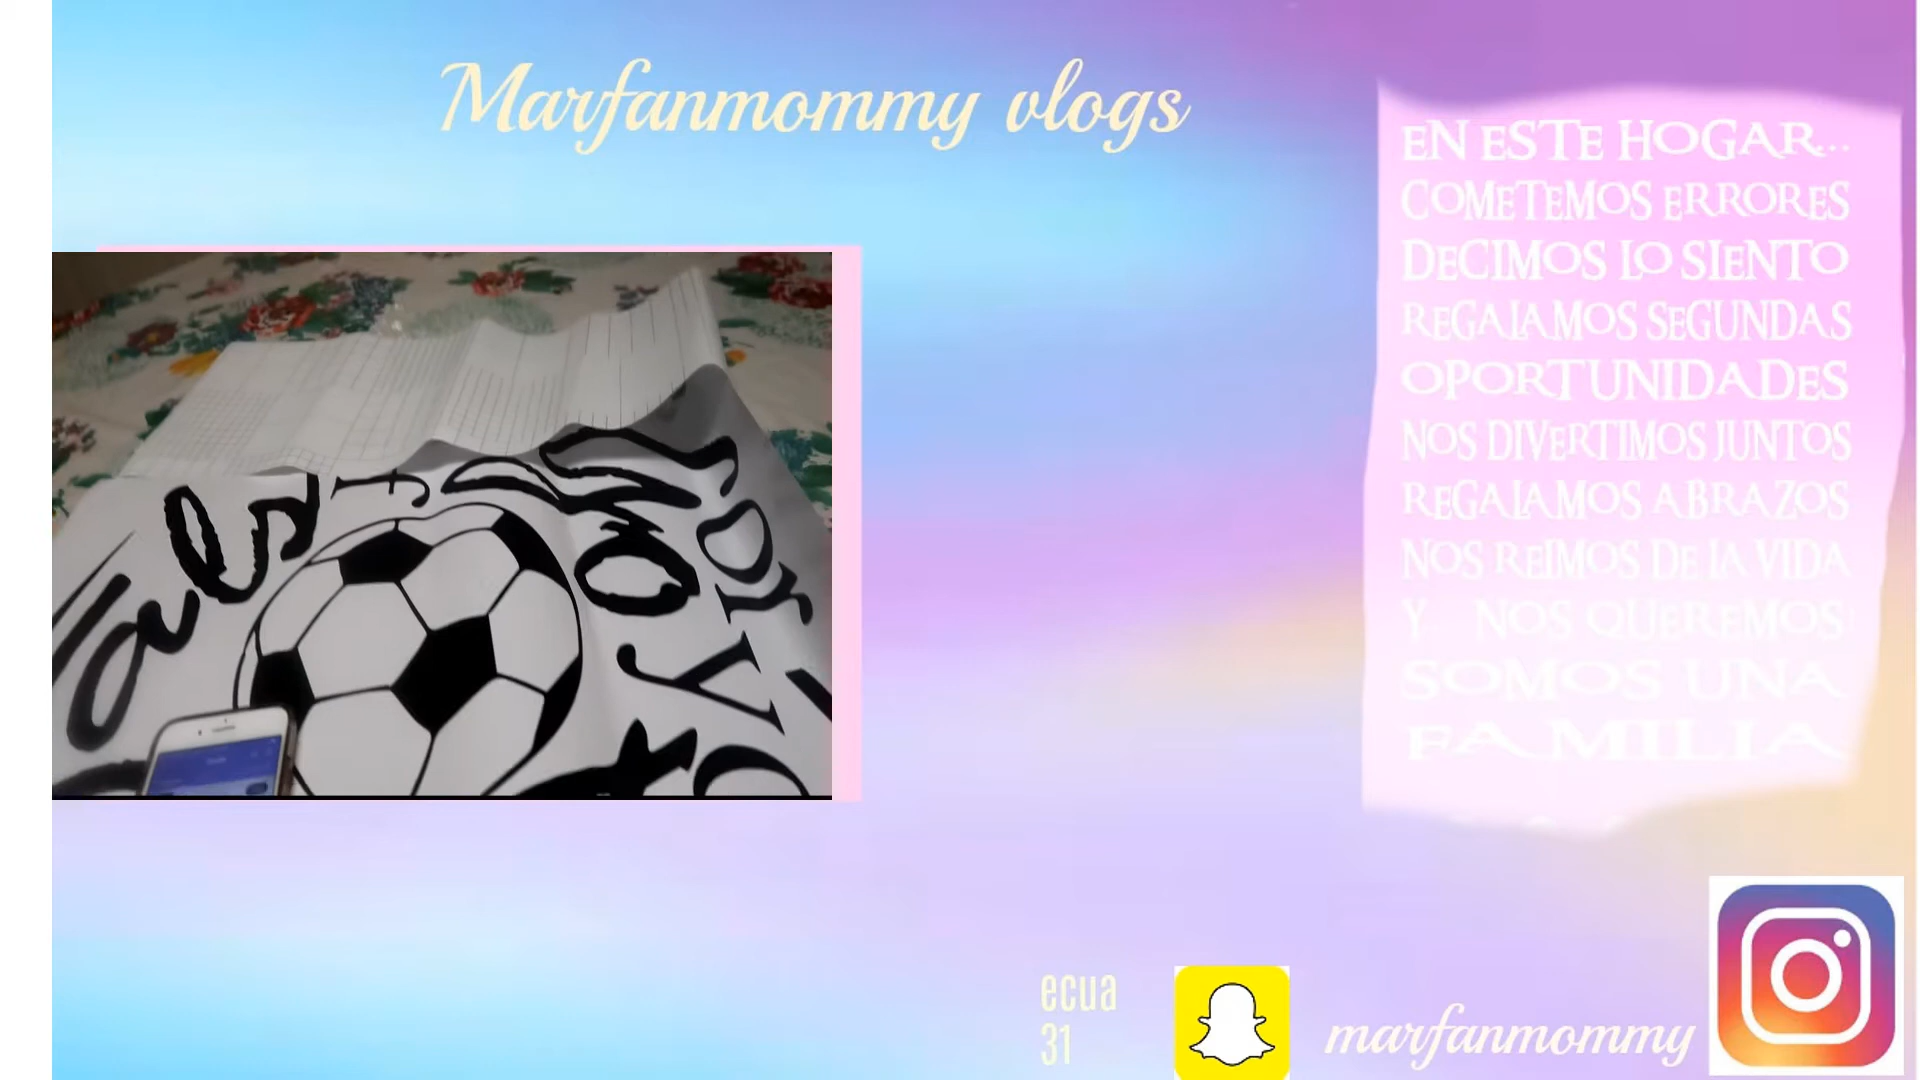 Marfanmommy vlogs
EN ESTE HOGAR..
COMETEMOS ERRORES
DECIMOS LO SIENTO
REGALAMOS SEGUNDAS
OPORTUNIDADES
NOS DIVERTIMOS JUNTOS
REGALAMOS ABRAZOS
NOS REIMOS DE LA VIDA
Y NOS QUEREMOS
SOMOS UNA
FAMILIA
ecua
31
marfanmommy